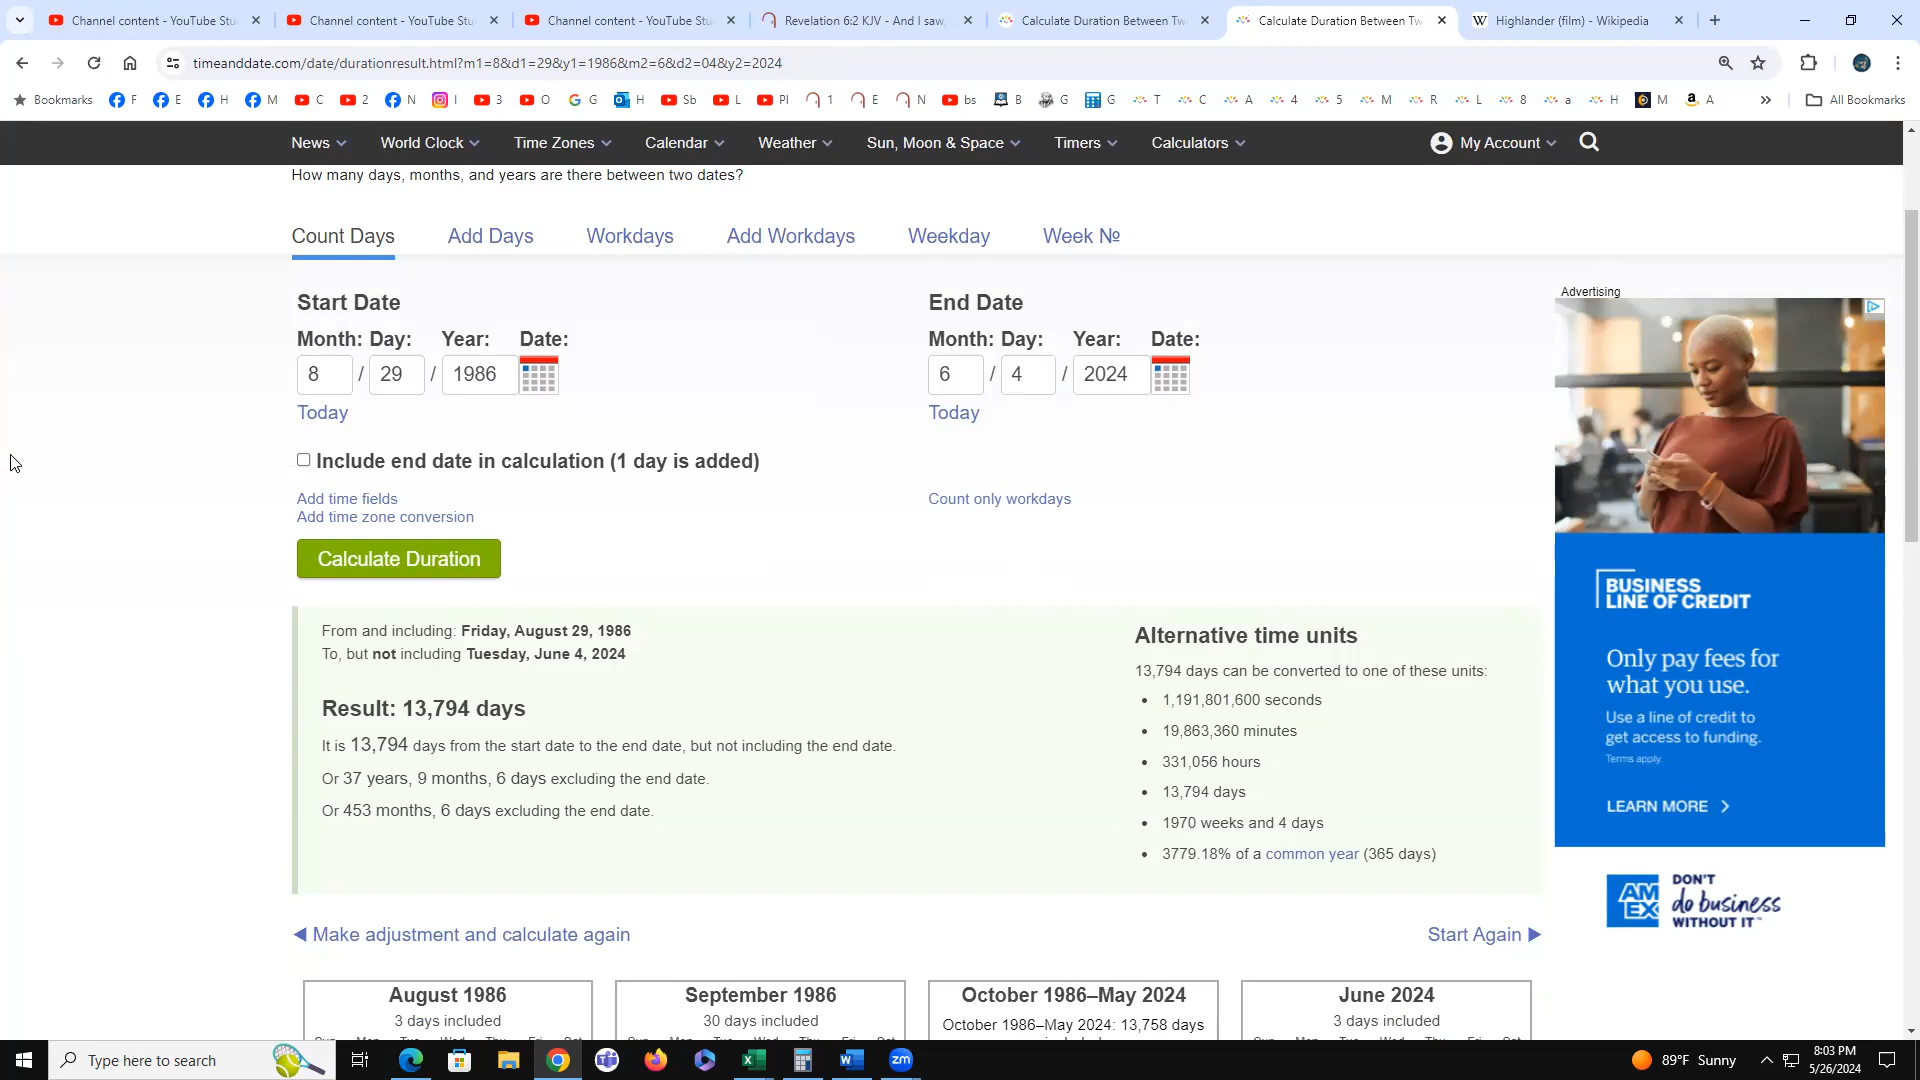 Channel content - YouTube Stu
Channel content - YouTube Stu
Channel content - YouTube Stu
Revelation 6:2 KJV - And I saw,
Calculate Duration Between Tw
Calculate Duration Between Tw
Highlander (film) - Wikipedia
timeanddate.com/date/durationresult.html?m1=8&d1=29&y1=1986&m2=6&d2=04&y2=2024
Bookmarks F E H M C 2 N I 3 O G H Sb L Pl 1 E N bs B G G T C A 4 5 M R L 8 a H M A » All Bookmarks
News World Clock Time Zones Calendar Weather Sun, Moon & Space Timers Calculators My Account
How many days, months, and years are there between two dates?
Count Days Add Days Workdays Add Workdays Weekday Week №
Start Date End Date
Month: Day: Year: Date: Month: Day: Year: Date:
8 / 29 / 1986 6 / 4 / 2024
Today Today
Include end date in calculation (1 day is added)
Add time fields Count only workdays
Add time zone conversion
Calculate Duration
From and including: Friday, August 29, 1986
To, but not including Tuesday, June 4, 2024
Result: 13,794 days
It is 13,794 days from the start date to the end date, but not including the end date.
Or 37 years, 9 months, 6 days excluding the end date.
Or 453 months, 6 days excluding the end date.
Alternative time units
13,794 days can be converted to one of these units:
• 1,191,801,600 seconds
• 19,863,360 minutes
• 331,056 hours
• 13,794 days
• 1970 weeks and 4 days
• 3779.18% of a common year (365 days)
Make adjustment and calculate again Start Again
August 1986 September 1986 October 1986–May 2024 June 2024
3 days included 30 days included October 1986–May 2024: 13,758 days 3 days included
Advertising
BUSINESS
LINE OF CREDIT
Only pay fees for
what you use.
Use a line of credit to
get access to funding.
Terms apply.
LEARN MORE
AM
EX
DON'T
do business
WITHOUT IT™
Type here to search
89°F Sunny
8:03 PM
5/26/2024